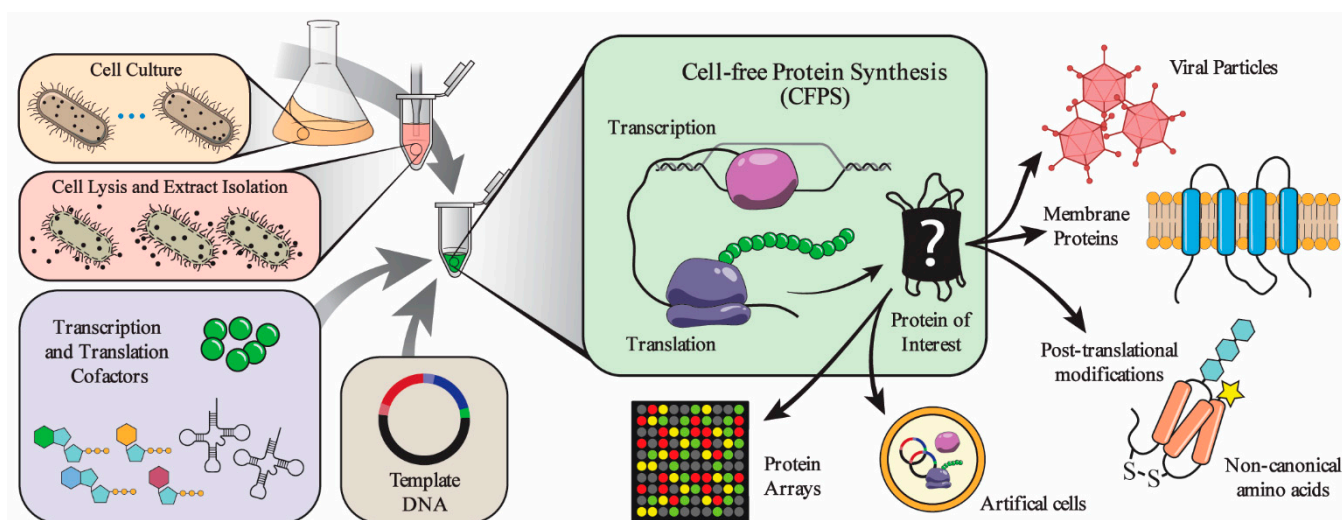 Cell Culture
Cell Lysis and Extract Isolation
Transcription
and Translation
Cofactors
Template
DNA
Cell-free Protein Synthesis
(CFPS)
Transcription
Translation
?
Protein of
Interest
Viral Particles
Membrane
Proteins
Post-translational
modifications
S-S
Non-canonical
amino acids
Protein
Arrays
Artifical cells